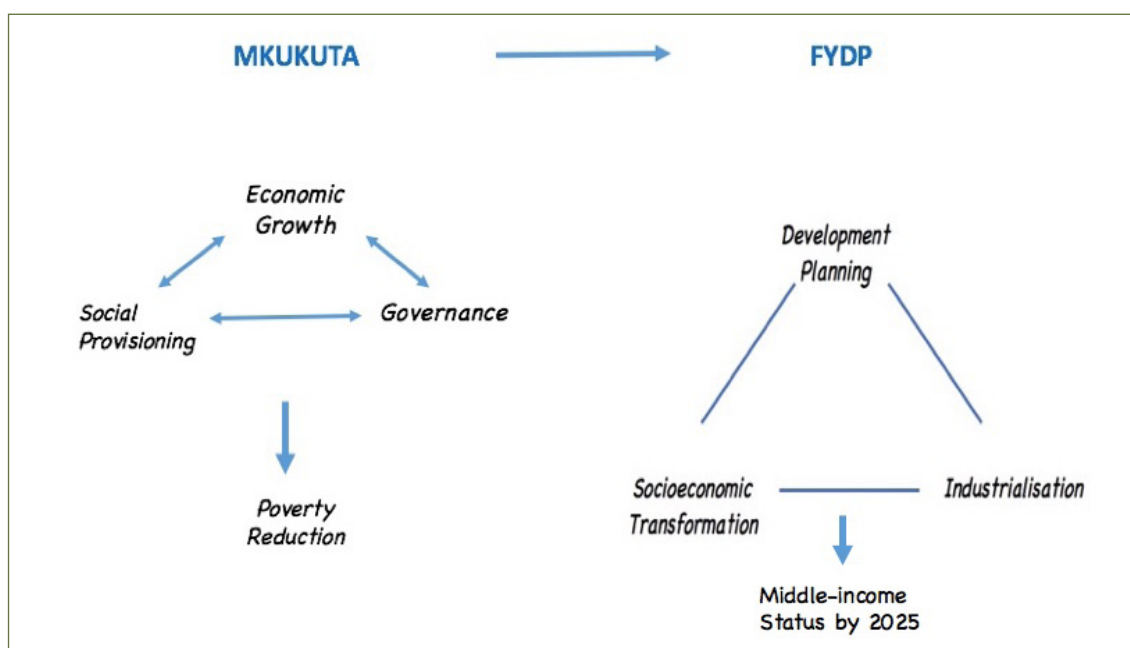 MKUKUTA
FYDP
Economic
Growth
Social
Provisioning
Governance
Poverty
Reduction
Development
Planning
Socioeconomic
Transformation
Industrialisation
Middle-income
Status by 2025